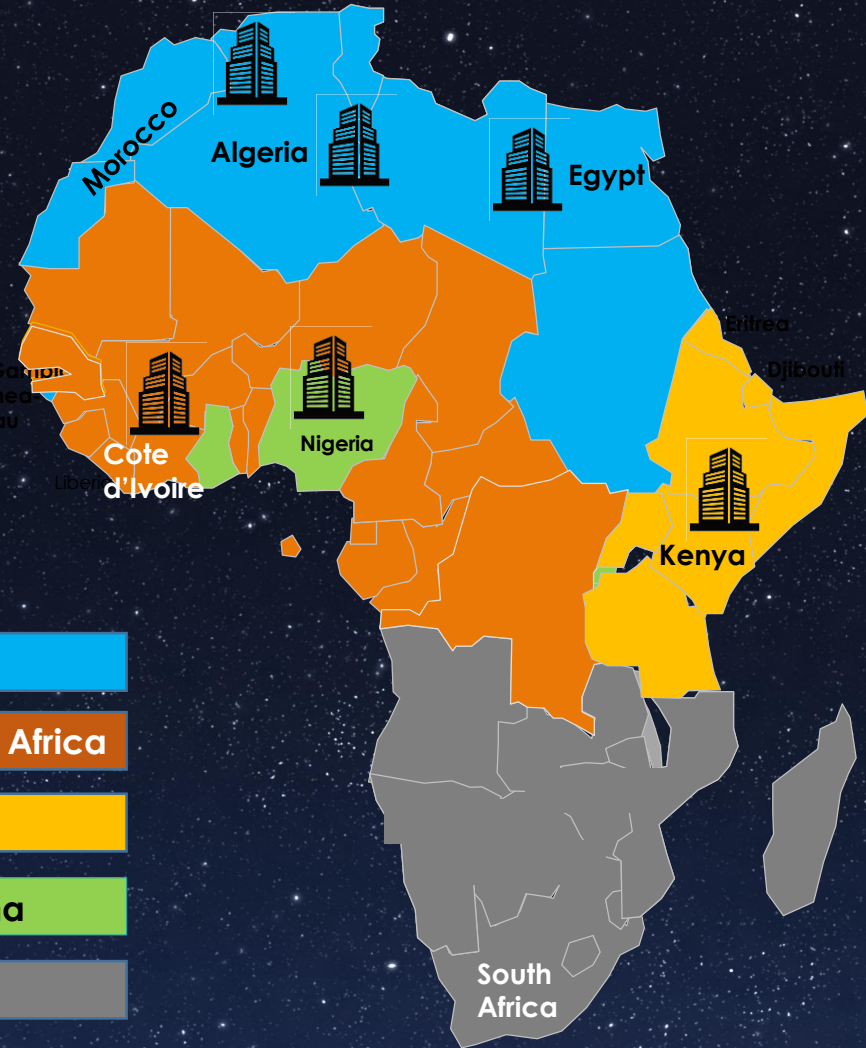 Morocco
Algeria
Egypt
Eritrea
Djibouti
Cote
d'Ivoire
Nigeria
Kenya
Africa
South
Africa